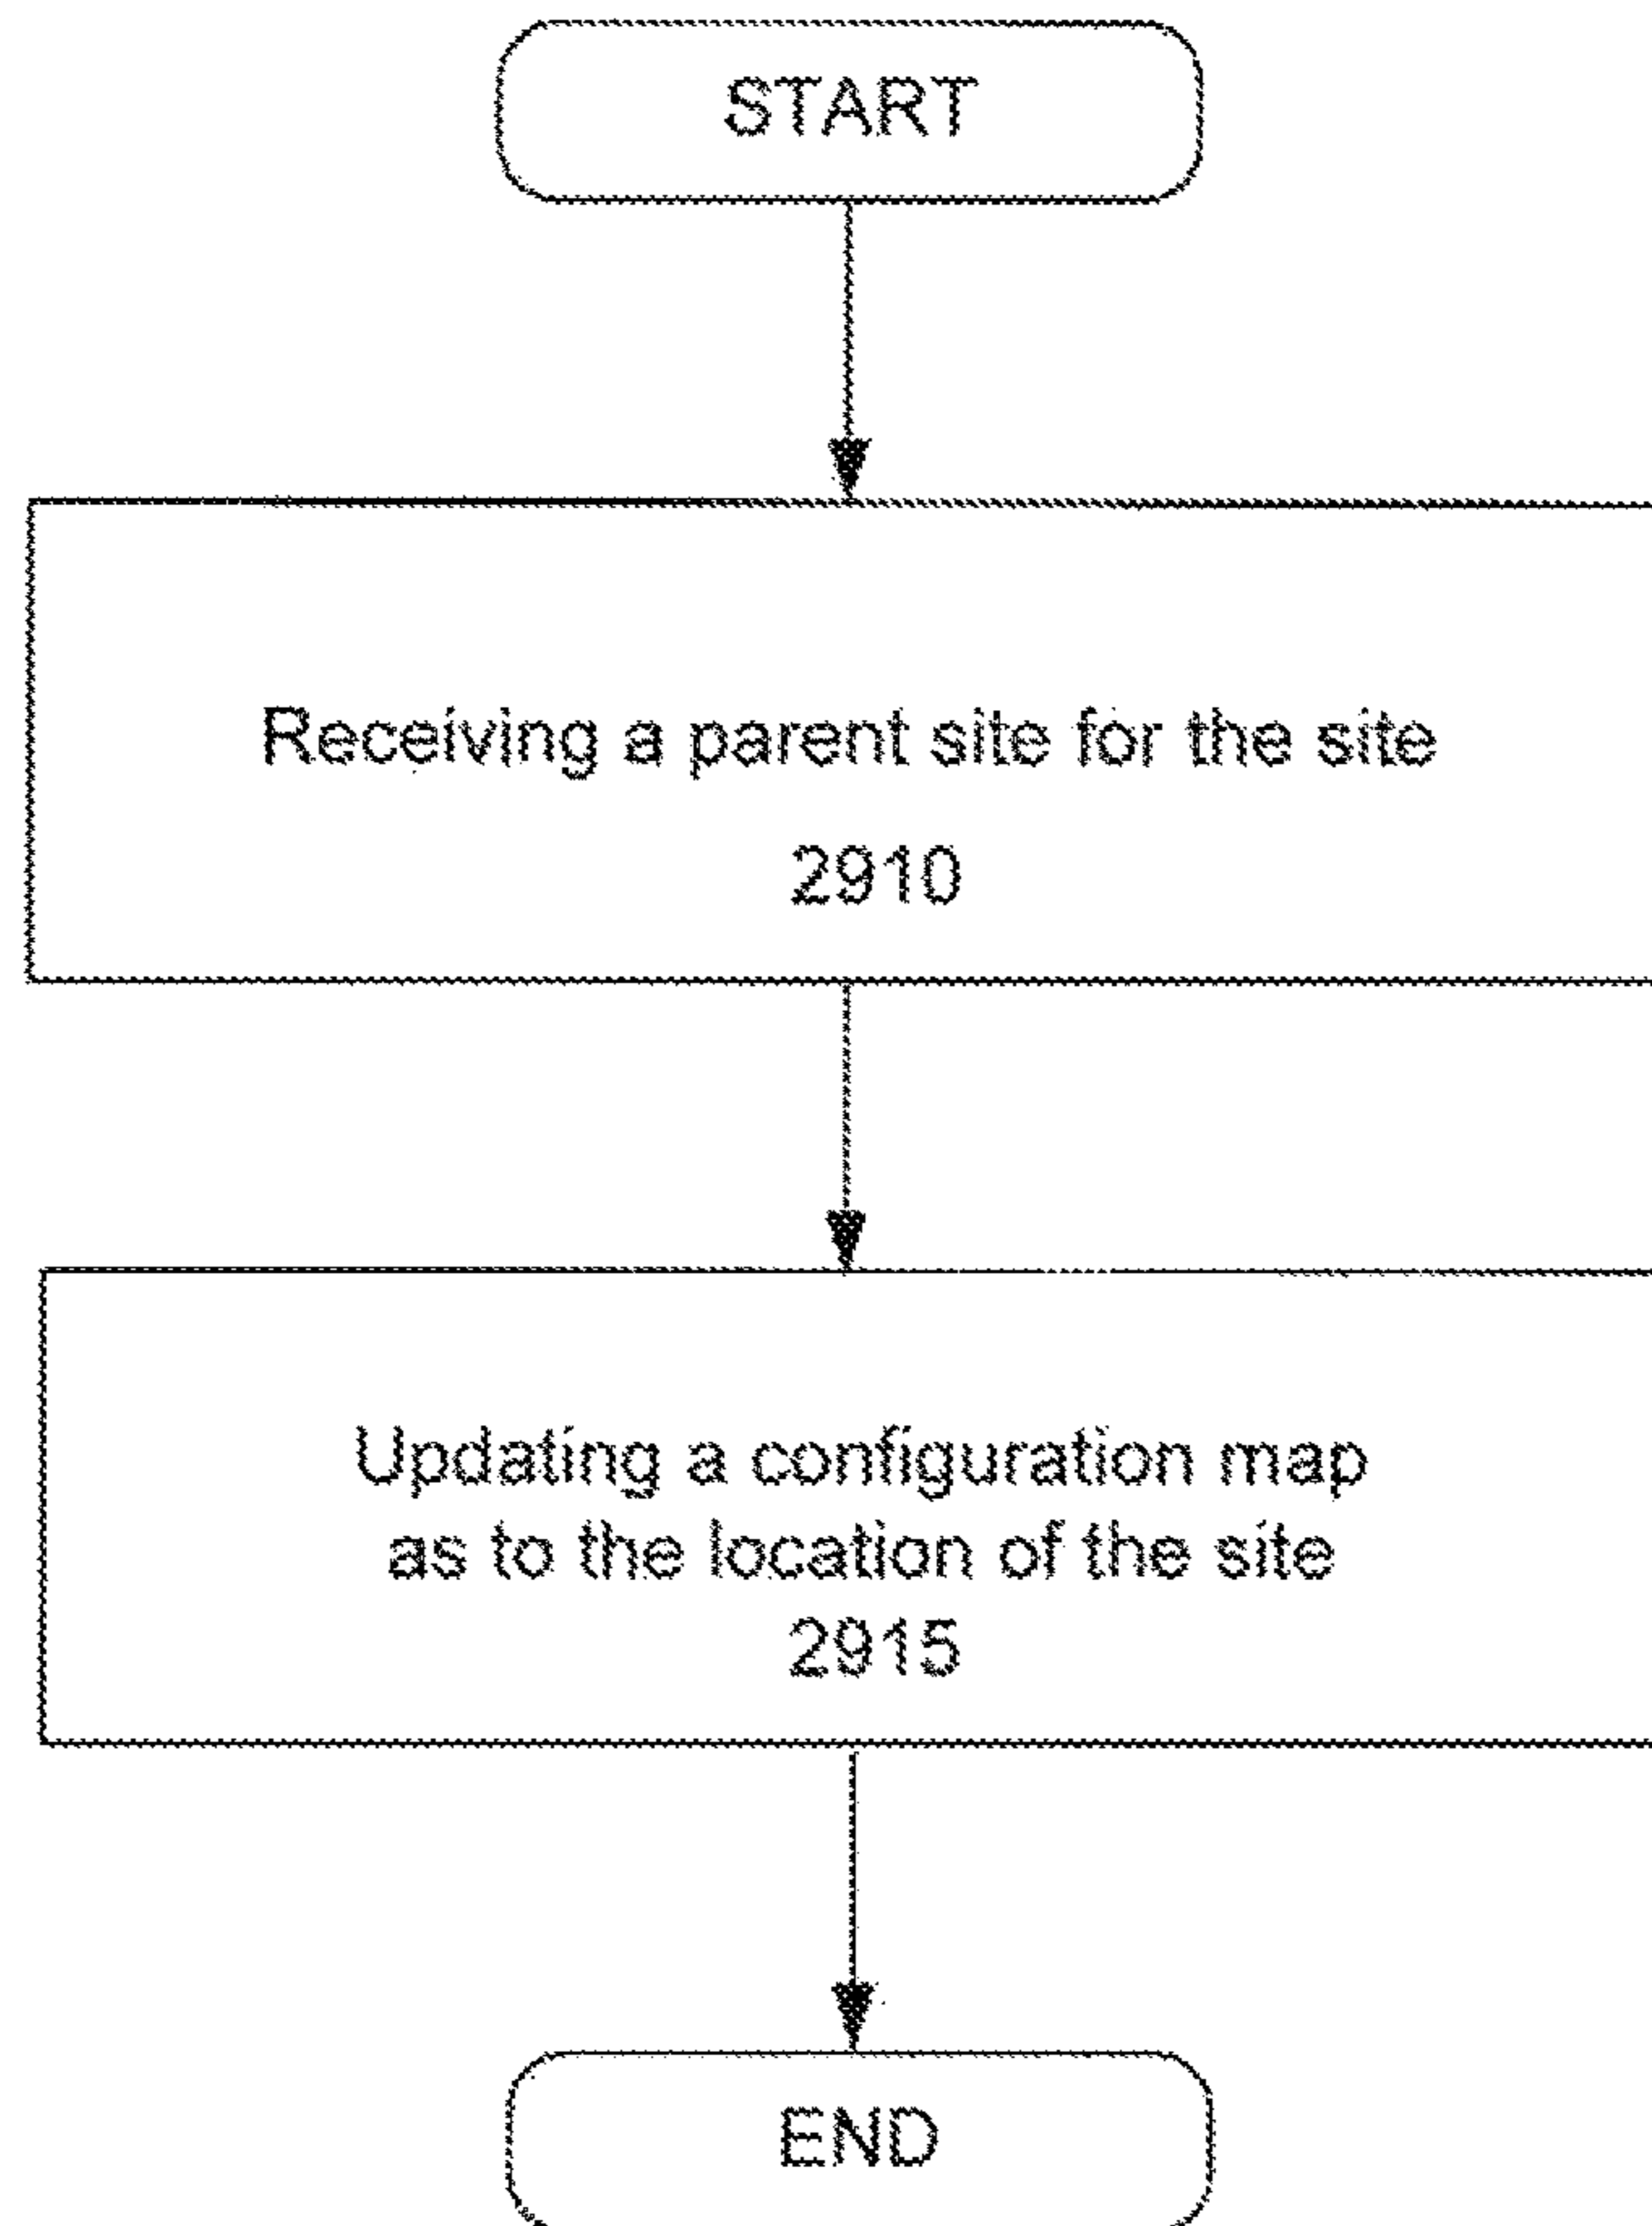 START
Receiving a parent site for the site
2910
Updating a configuration map
as to the location of the site
2915
END